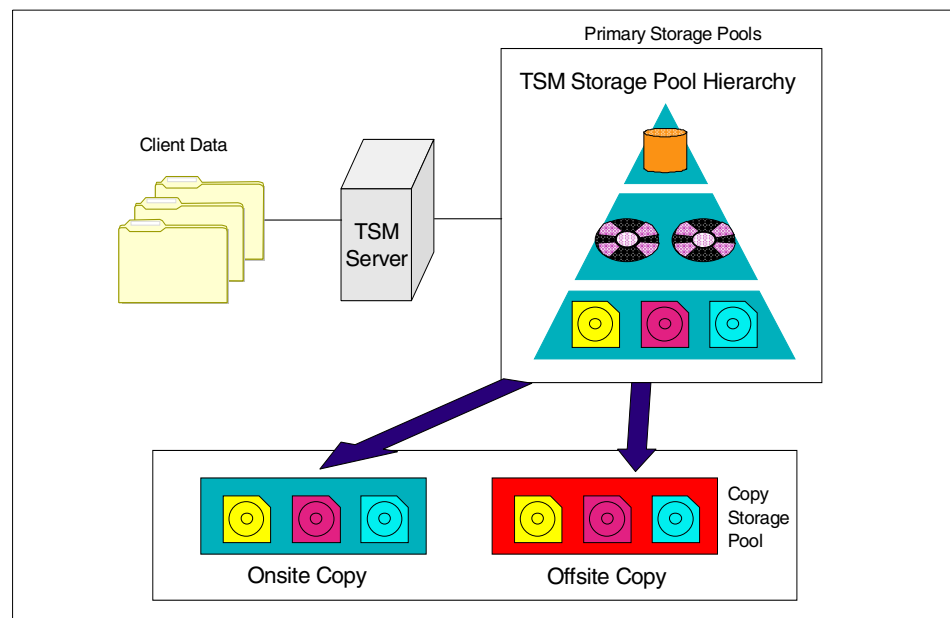 Primary Storage Pools
TSM Storage Pool Hierarchy
Client Data
TSM
Server
Copy
Storage
Pool
Onsite Copy
Offsite Copy